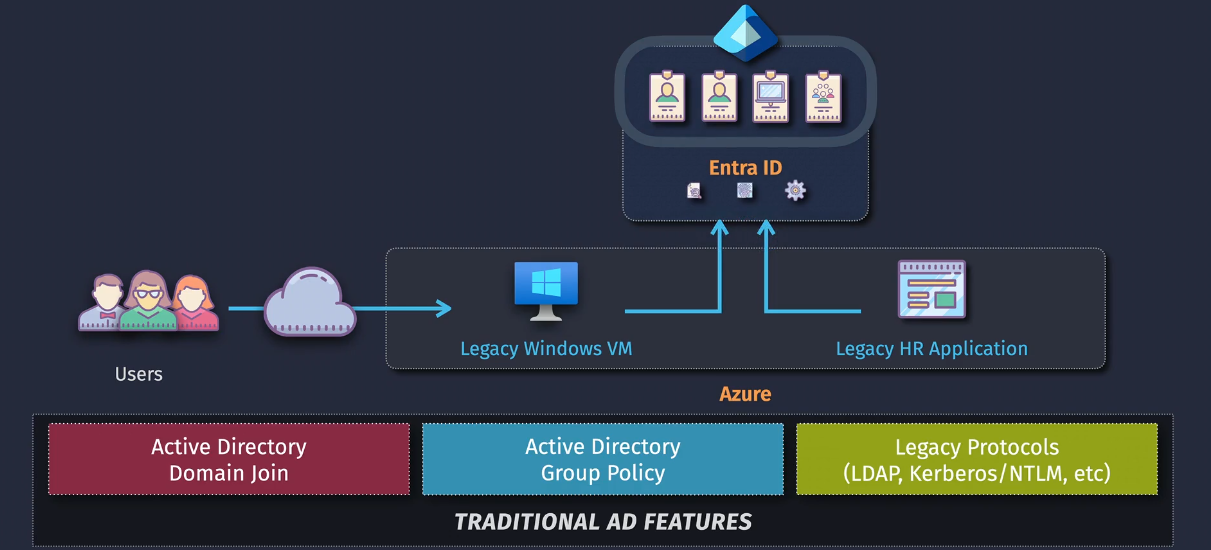 Entra ID
Legacy Windows VM
Legacy HR Application
Users
Azure
Active Directory
Domain Join
Active Directory
Group Policy
Legacy Protocols
(LDAP, Kerberos/NTLM, etc)
TRADITIONAL AD FEATURES